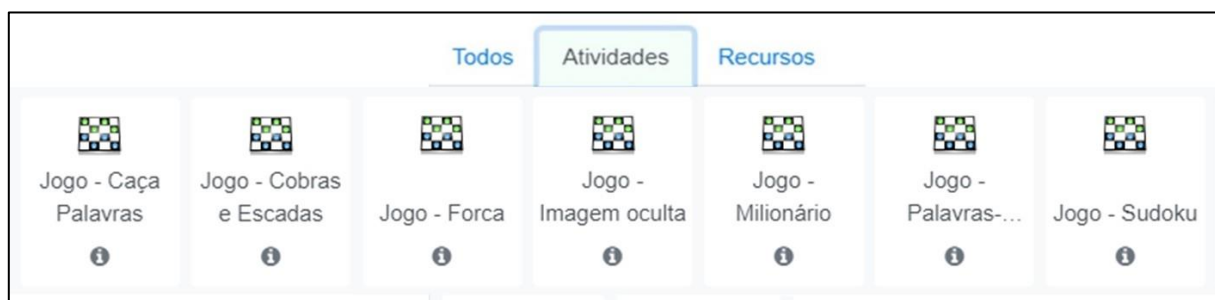 Todos Atividades Recursos
Jogo - Caça
Palavras
Jogo - Cobras
e Escadas
Jogo - Forca
Jogo -
Imagem oculta
Jogo -
Milionário
Jogo -
Palavras-...
Jogo - Sudoku